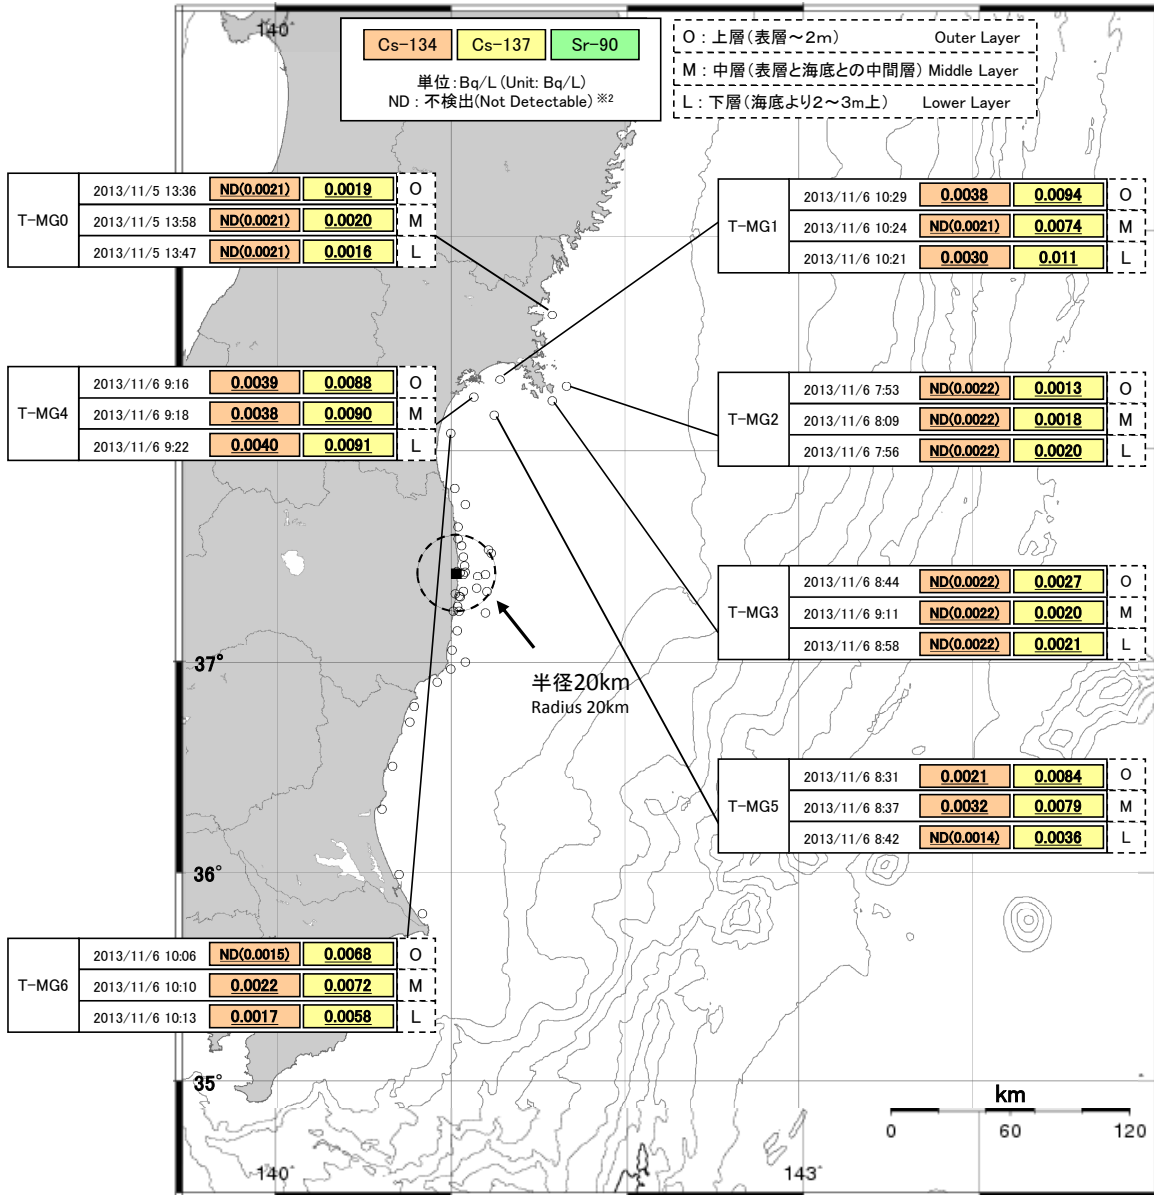 140°
Cs-134 Cs-137 Sr-90
単位:Bq/L (Unit: Bq/L)
ND : 不検出(Not Detectable) ※2
O : 上層(表層～2m) Outer Layer
M : 中層(表層と海底との中間層) Middle Layer
L : 下層(海底より2～3m上) Lower Layer
T-MG0
2013/11/5 13:36 ND(0.0021) 0.0019 O
2013/11/5 13:58 ND(0.0021) 0.0020 M
2013/11/5 13:47 ND(0.0021) 0.0016 L
T-MG1
2013/11/6 10:29 0.0038 0.0094 O
2013/11/6 10:24 ND(0.0021) 0.0074 M
2013/11/6 10:21 0.0030 0.011 L
T-MG4
2013/11/6 9:16 0.0039 0.0088 O
2013/11/6 9:18 0.0038 0.0090 M
2013/11/6 9:22 0.0040 0.0091 L
T-MG2
2013/11/6 7:53 ND(0.0022) 0.0013 O
2013/11/6 8:09 ND(0.0022) 0.0018 M
2013/11/6 7:56 ND(0.0022) 0.0020 L
T-MG3
2013/11/6 8:44 ND(0.0022) 0.0027 O
2013/11/6 9:11 ND(0.0022) 0.0020 M
2013/11/6 8:58 ND(0.0022) 0.0021 L
37°
半径20km
Radius 20km
T-MG5
2013/11/6 8:31 0.0021 0.0084 O
2013/11/6 8:37 0.0032 0.0079 M
2013/11/6 8:42 ND(0.0014) 0.0036 L
36°
T-MG6
2013/11/6 10:06 ND(0.0015) 0.0068 O
2013/11/6 10:10 0.0022 0.0072 M
2013/11/6 10:13 0.0017 0.0058 L
35°
km
0 60 120
140° 143°